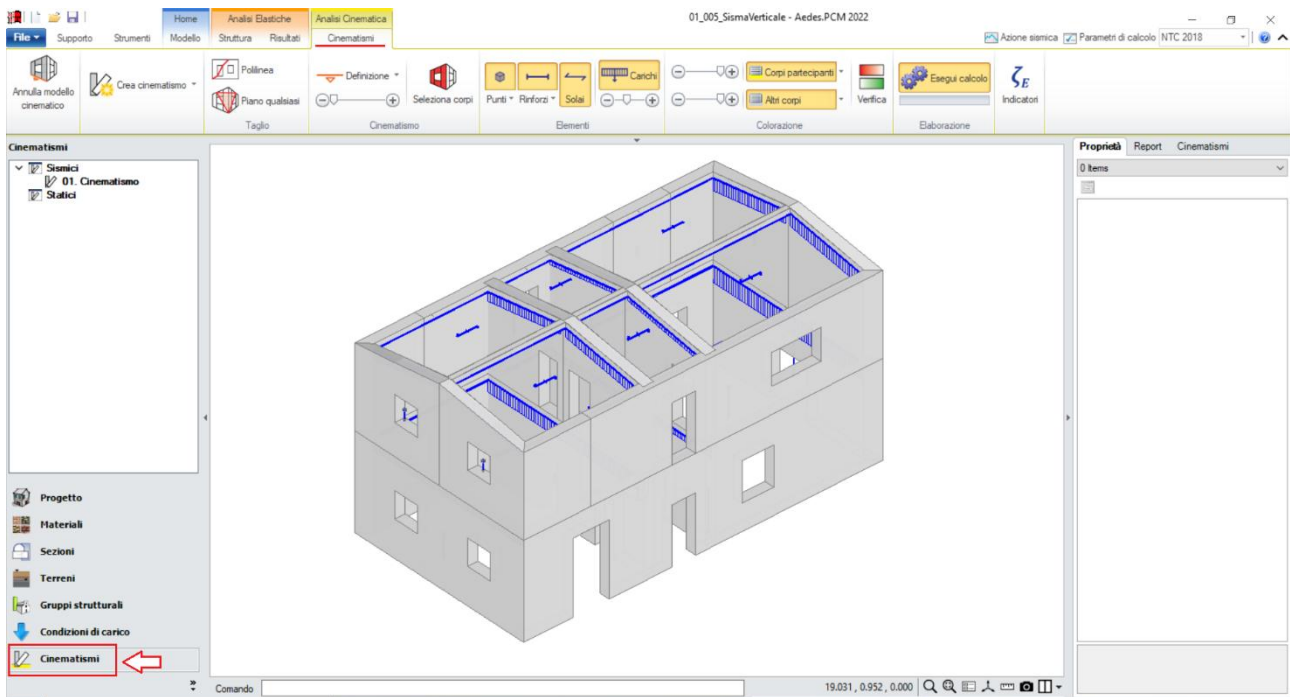 01_005_SismaVerticale - Aedes.PCM 2022
Home
Analisi Elastiche
Analisi Cinematica
File
Supporto
Strumenti
Modello
Struttura
Risultati
Cinematismi
Azione sismica
Parametri di calcolo
NTC 2018
Annulla modello
cinematico
Crea cinematismo
Polilinea
Piano qualsiasi
Taglio
Definizione
Seleziona corpi
Cinematismo
Punti
Rinforzi
Solai
Carichi
Elementi
Corpi partecipanti
Altri corpi
Verifica
Colorazione
Esegui calcolo
Elaborazione
ζE
Indicatori
Cinematismi
Sismici
01. Cinematismo
Statici
Progetto
Materiali
Sezioni
Terreni
Gruppi strutturali
Condizioni di carico
Cinematismi
Proprietà
Report
Cinematismi
0 Items
Comando
19.031 , 0.952 , 0.000